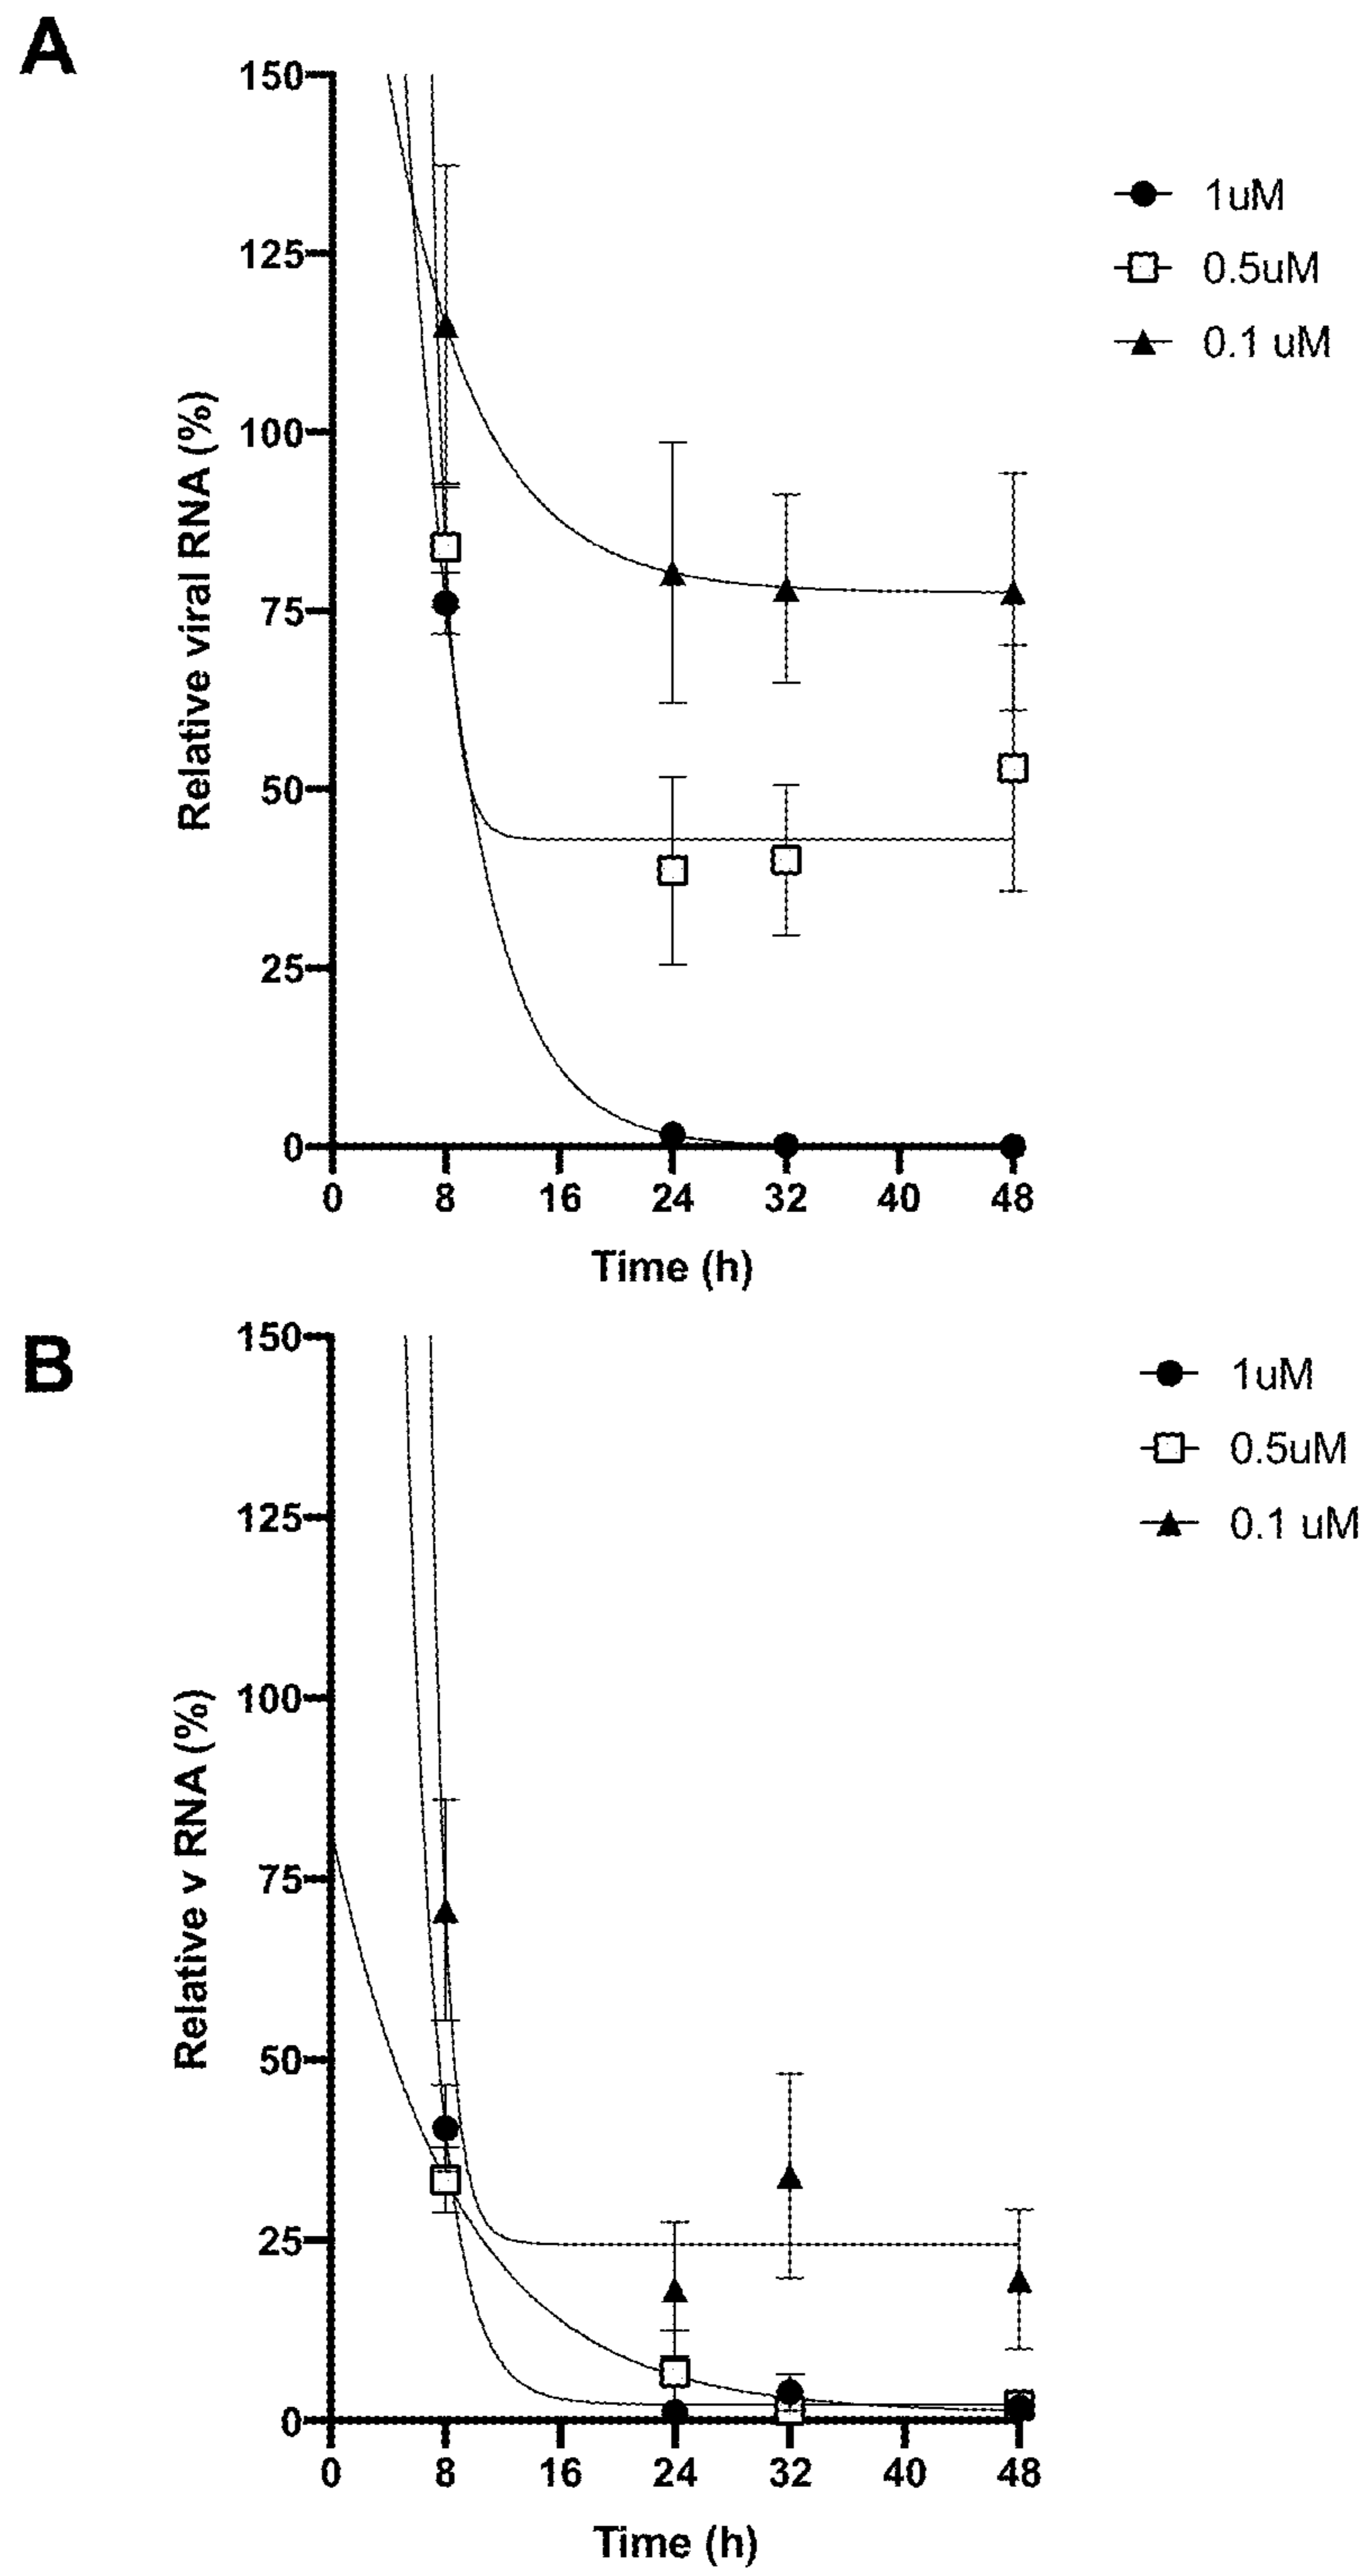 A
150
125
100
75
50
25
0
Relative viral RNA (%)
0 8 16 24 32 40 48
Time (h)
1uM
0.5uM
0.1 uM
B
150
125
100
75
50
25
0
Relative v RNA (%)
0 8 16 24 32 40 48
Time (h)
1uM
0.5uM
0.1 uM